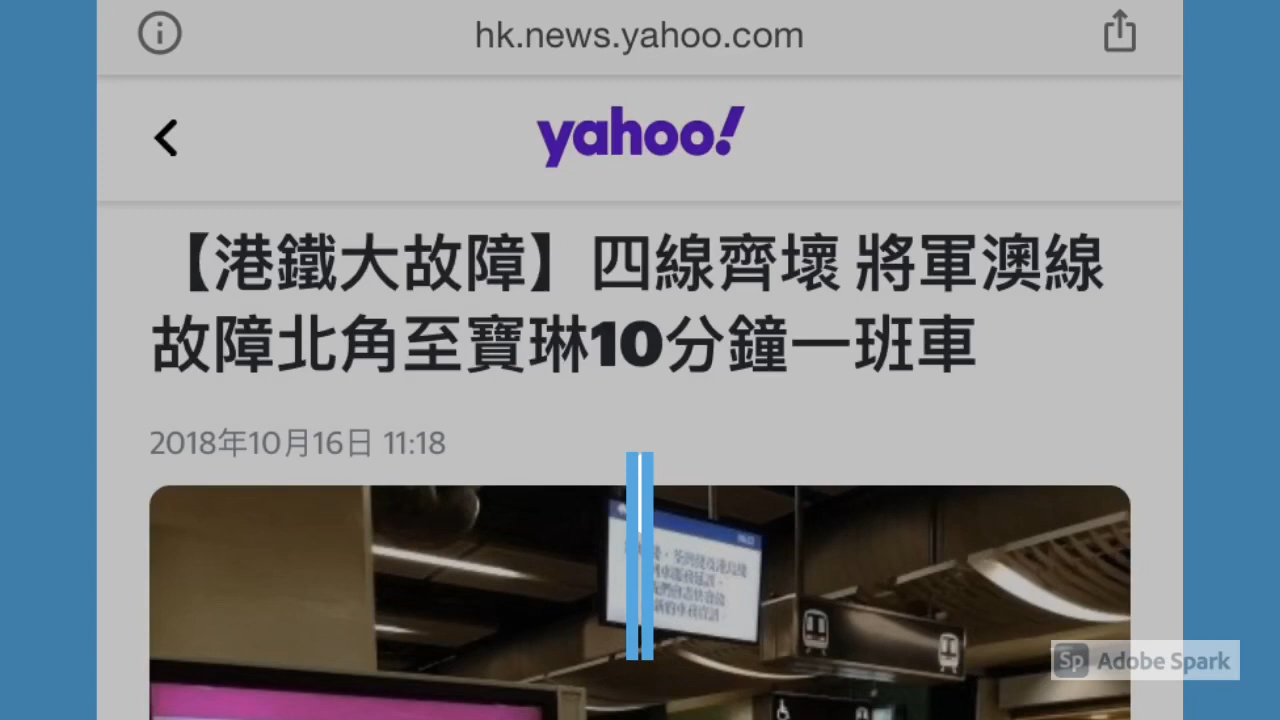 hk.news.yahoo.com
yahoo!
【港鐵大故障】四線齊壞 將軍澳線
故障北角至寶琳10分鐘一班車
2018年10月16日 11:18
Sp Adobe Spark